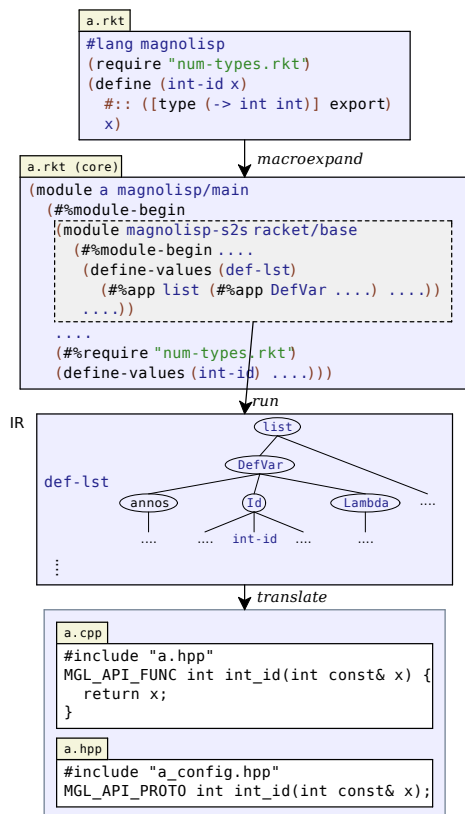 a.rkt
#lang magnolisp
(require "num-types.rkt")
(define (int-id x)
#:: ([type (-> int int)] export)
x)
macroexpand
a.rkt (core)
(module a magnolisp/main
(#%module-begin
(module magnolisp-s2s racket/base
(#%module-begin ....
(define-values (def-lst)
(#%app list (#%app DefVar ....) ....))
....))
....
(#%require "num-types.rkt")
(define-values (int-id) ....)))
run
IR
list
DefVar
def-lst
annos
Id
Lambda
....
....
....
int-id
....
....
....
translate
a.cpp
#include "a.hpp"
MGL_API_FUNC int int_id(int const& x) {
return x;
}
a.hpp
#include "a_config.hpp"
MGL_API_PROTO int int_id(int const& x);